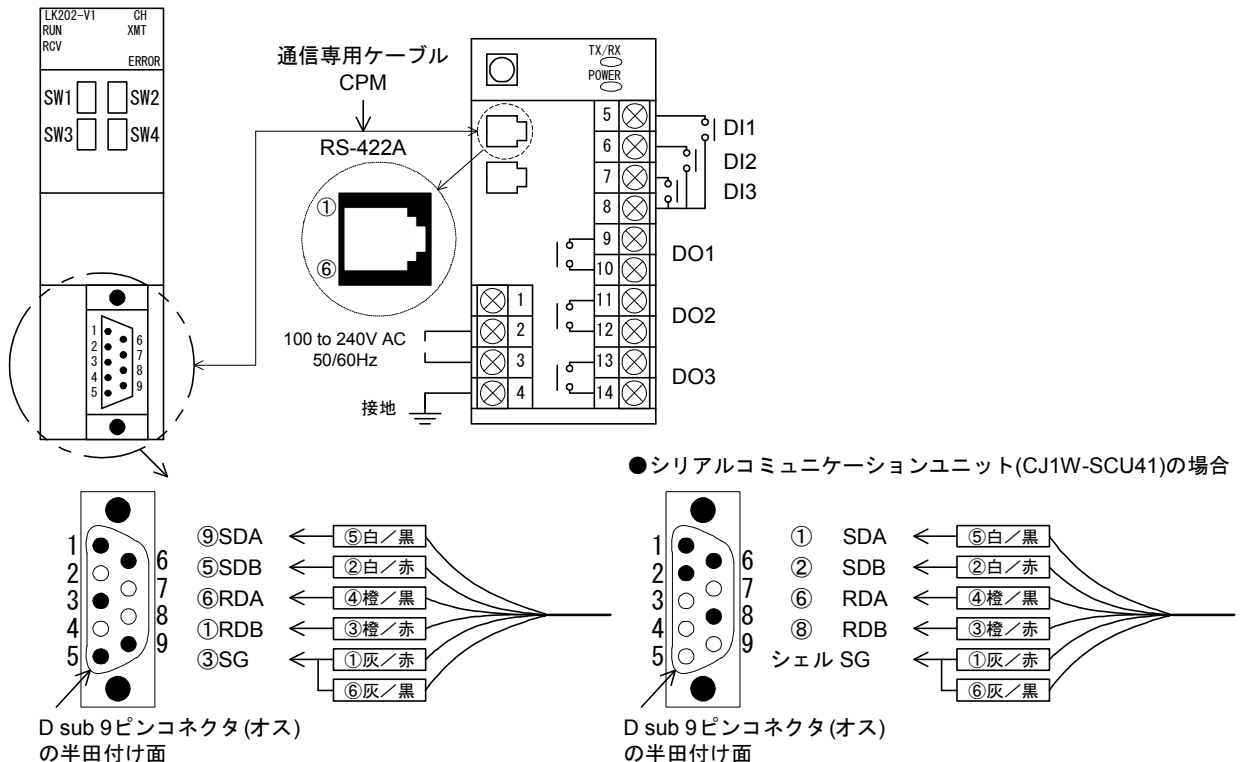 LK202-V1 CH
RUN XMT
RCV
ERROR
SW1 SW2
SW3 SW4
1
2
3
4
5
6
7
8
9
通信専用ケーブル
CPM
RS-422A
①
⑥
TX/RX
POWER
5
6
7
8
9
10
11
12
13
14
DI1
DI2
DI3
DO1
DO2
DO3
1
2
3
4
100 to 240V AC
50/60Hz
接地
1
2
3
4
5
6
7
8
9
⑨SDA ⑤白／黒
⑤SDB ②白／赤
⑥RDA ④橙／黒
①RDB ③橙／赤
③SG ①灰／赤
⑥灰／黒
D sub 9ピンコネクタ(オス)
の半田付け面
●シリアルコミュニケーションユニット(CJ1W-SCU41)の場合
1
2
3
4
5
6
7
8
9
① SDA ⑤白／黒
② SDB ②白／赤
⑥ RDA ④橙／黒
⑧ RDB ③橙／赤
シェル SG ①灰／赤
⑥灰／黒
D sub 9ピンコネクタ(オス)
の半田付け面